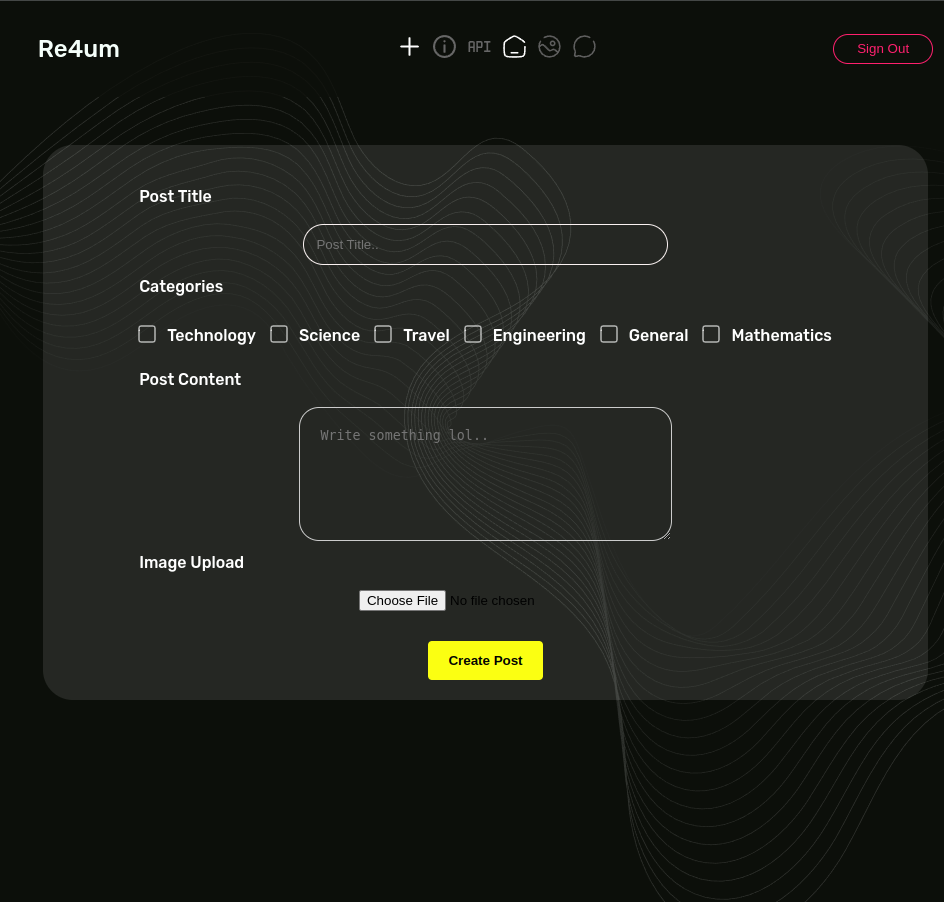 Re4um
API
Sign Out
Post Title
Post Title..
Categories
Technology Science Travel Engineering General Mathematics
Post Content
Write something lol..
Image Upload
Choose File No file chosen
Create Post